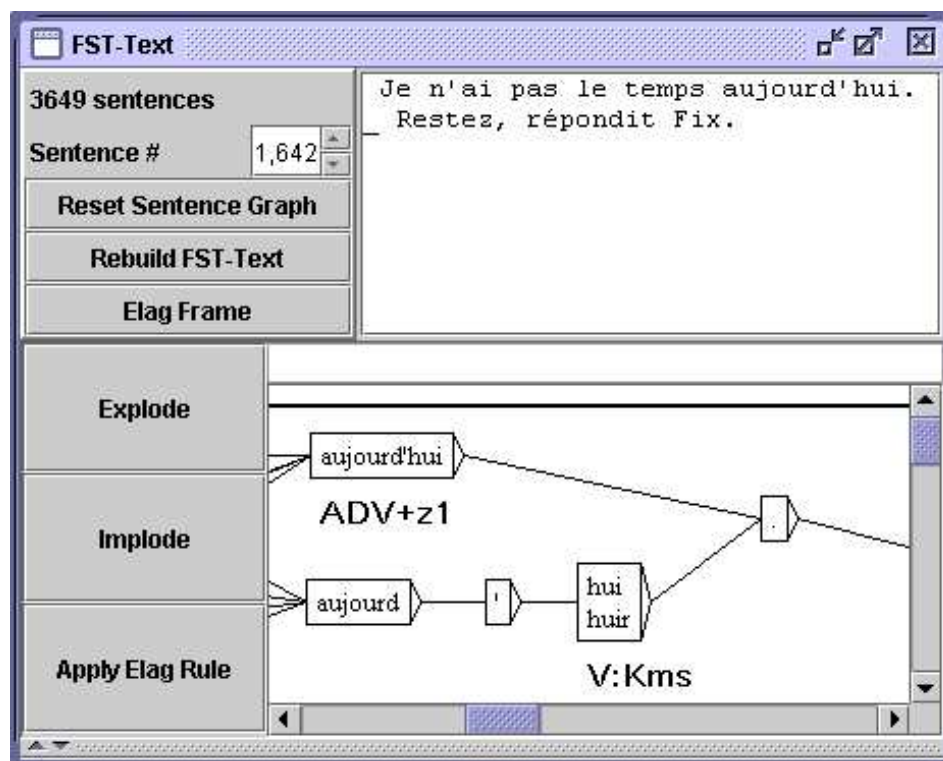 FST-Text
3649 sentences
Sentence # 1,642
Reset Sentence Graph
Rebuild FST-Text
Elag Frame
Je n'ai pas le temps aujourd'hui.
_ Restez, répondit Fix.
Explode
Implode
Apply Elag Rule
aujourd'hui
ADV+z1
.
aujourd
'
hui
huir
V:Kms